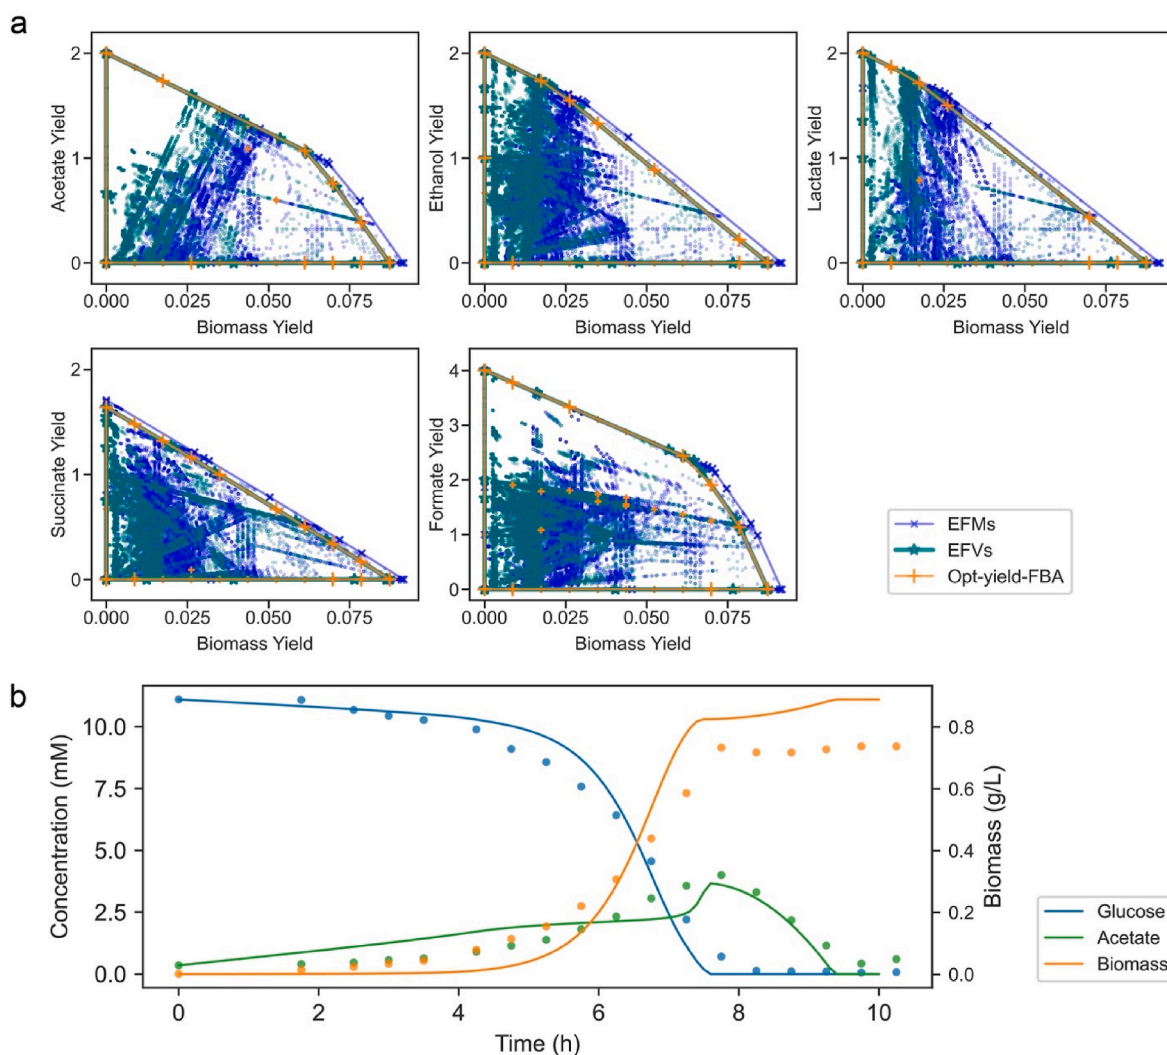 a
Acetate Yield
2
1
0
0.000 0.025 0.050 0.075
Biomass Yield
Ethanol Yield
2
1
0
0.000 0.025 0.050 0.075
Biomass Yield
Lactate Yield
2
1
0
0.000 0.025 0.050 0.075
Biomass Yield
Succinate Yield
2
1
0
0.000 0.025 0.050 0.075
Biomass Yield
Formate Yield
4
3
2
1
0
0.000 0.025 0.050 0.075
Biomass Yield
EFMs
EFVs
Opt-yield-FBA
b
Concentration (mM)
10.0
7.5
5.0
2.5
0.0
0 2 4 6 8 10
Time (h)
0.8
0.6
0.4
0.2
0.0
Biomass (g/L)
Glucose
Acetate
Biomass